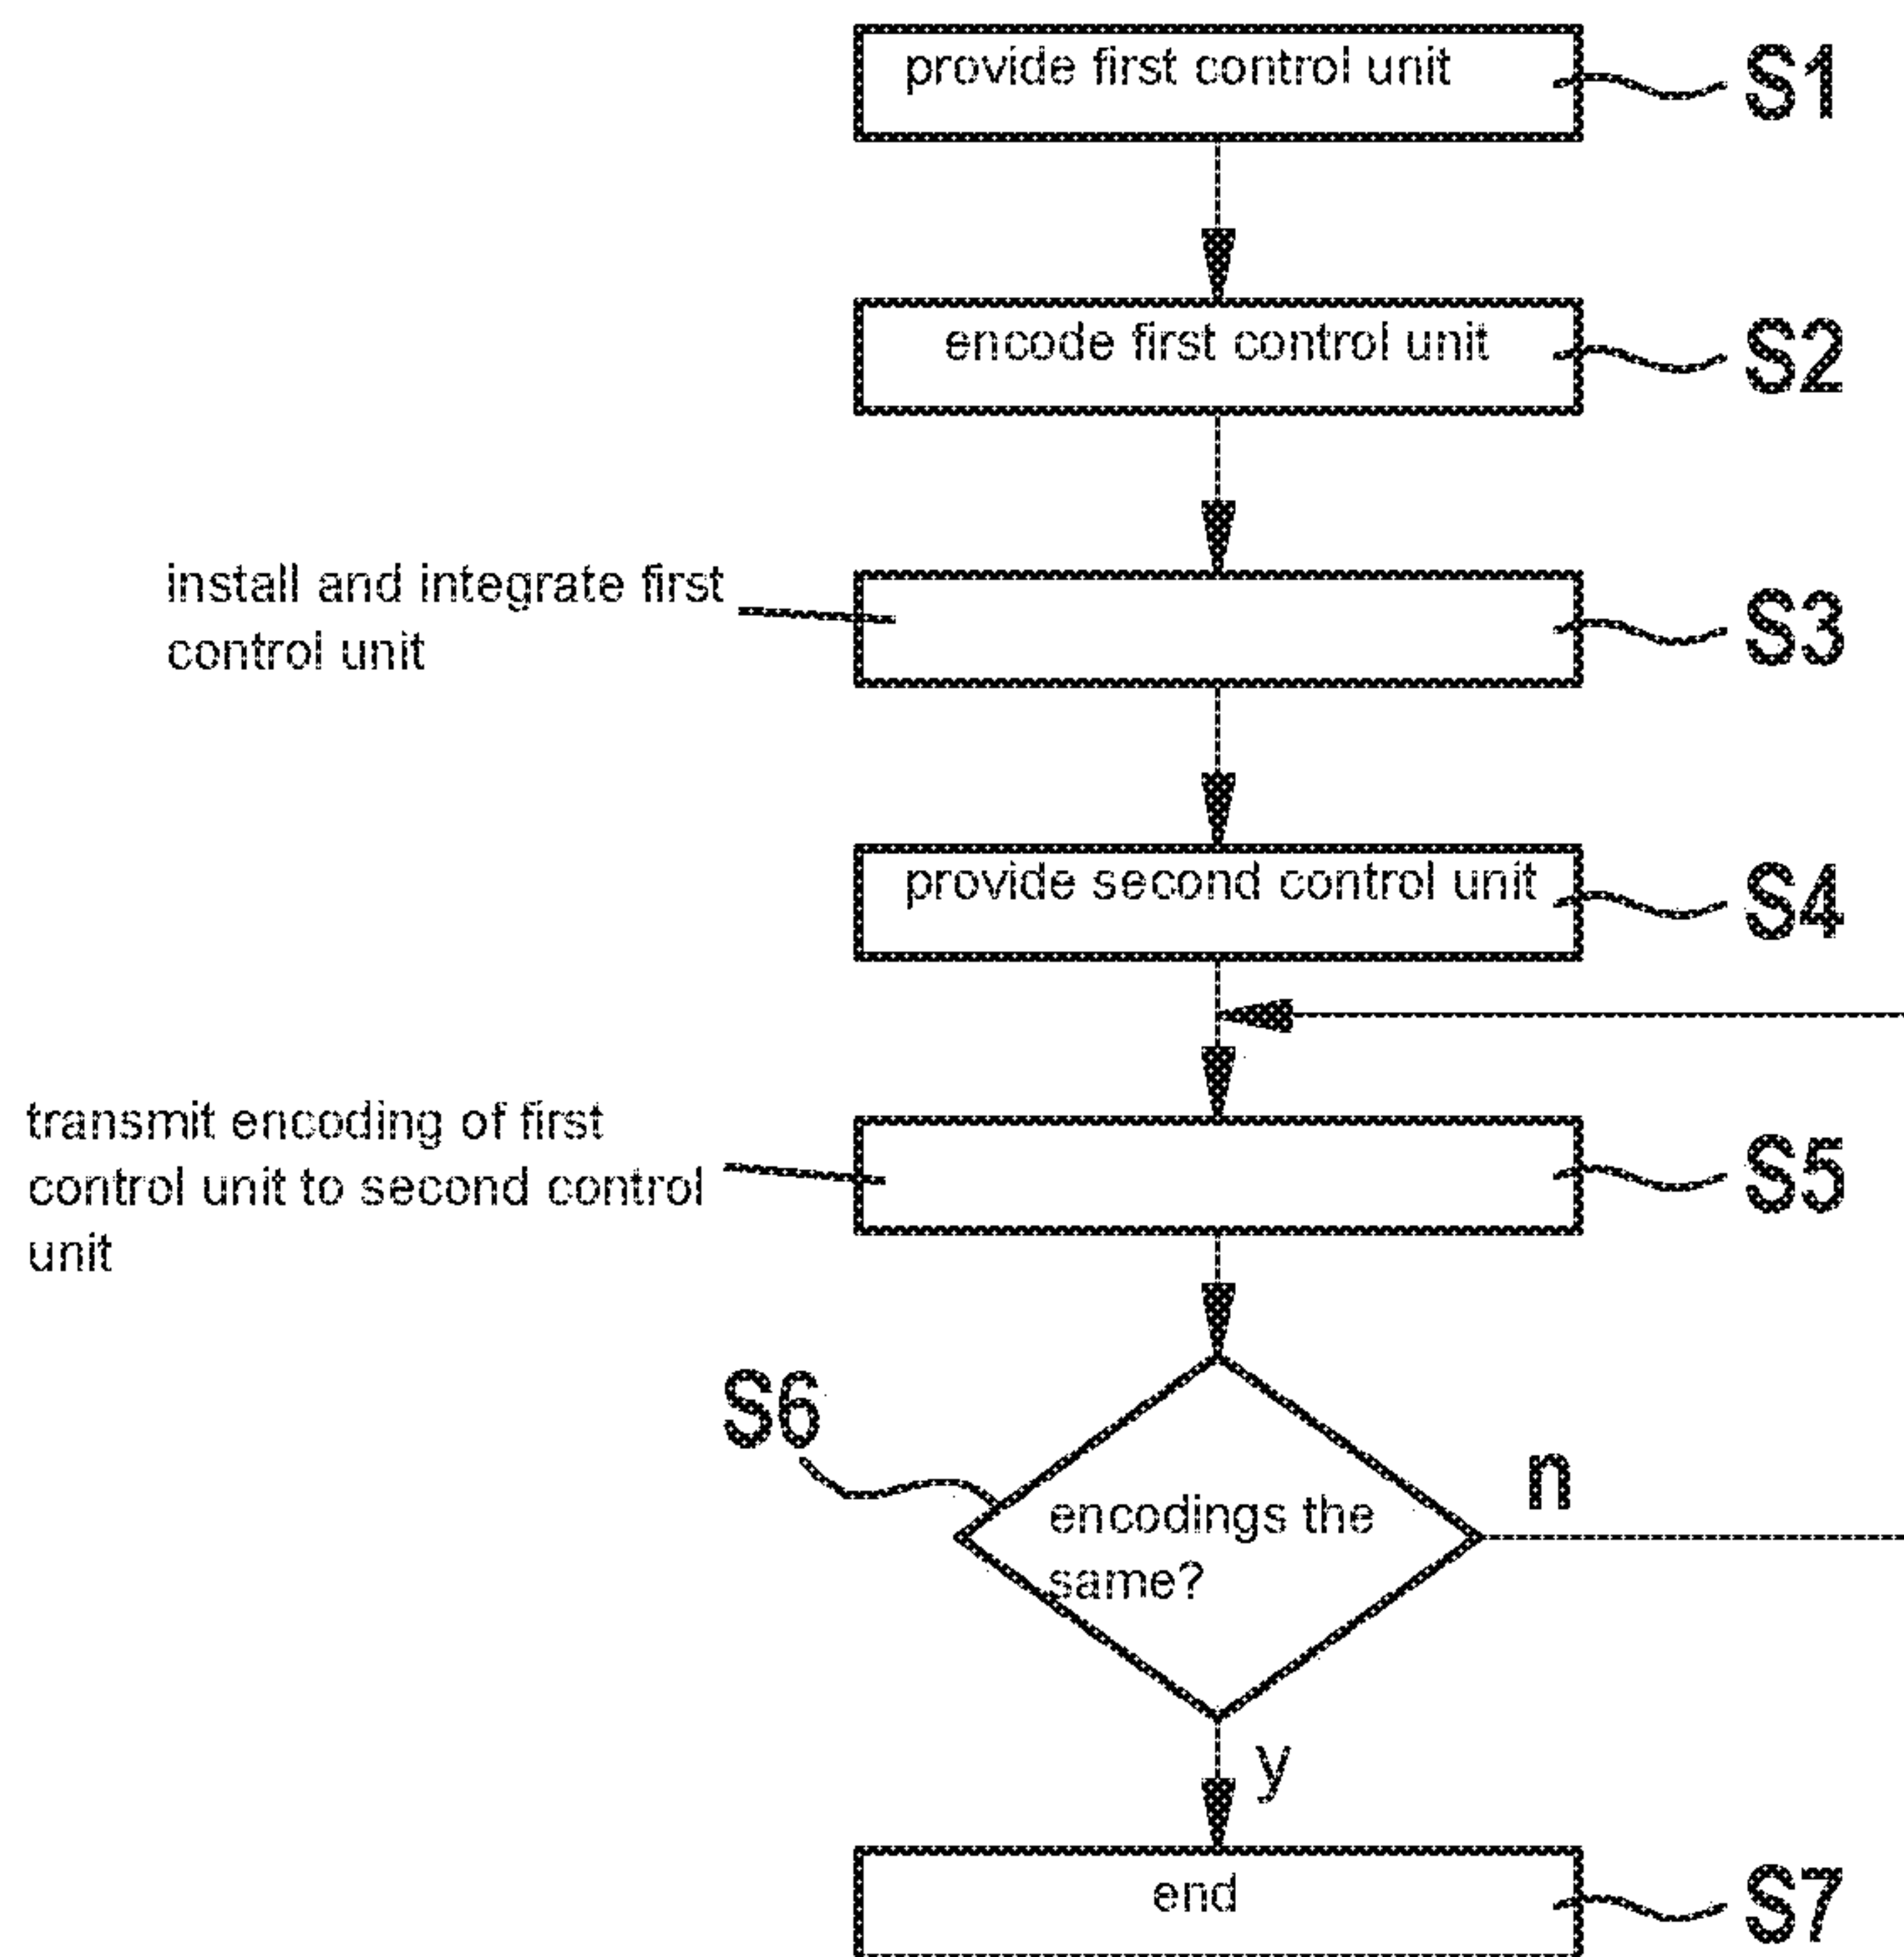 provide first control unit
S1
encode first control unit
S2
install and integrate first
control unit
S3
provide second control unit
S4
transmit encoding of first
control unit to second control
unit
S5
S6
encodings the
same?
n
y
end
S7